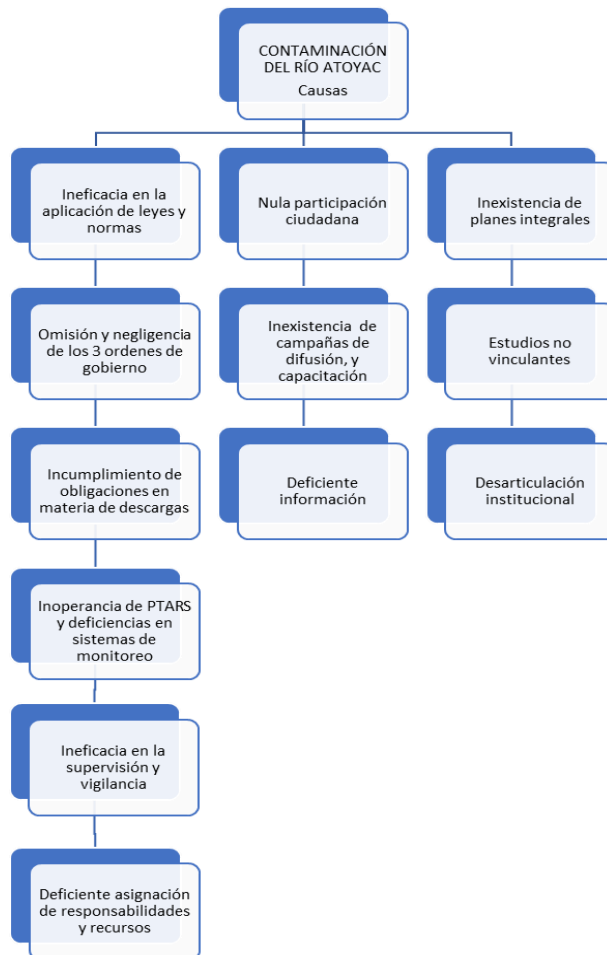 CONTAMINACIÓN
DEL RÍO ATOYAC
Causas
Ineficacia en la
aplicación de leyes y
normas
Omisión y negligencia
de los 3 ordenes de
gobierno
Incumplimiento de
obligaciones en
materia de descargas
Inoperancia de PTARS
y deficiencias en
sistemas de
monitoreo
Ineficacia en la
supervisión y
vigilancia
Deficiente asignación
de responsabilidades
y recursos
Nula participación
ciudadana
Inexistencia de
campañas de
difusión, y
capacitación
Deficiente
información
Inexistencia de
planes integrales
Estudios no
vinculantes
Desarticulación
institucional